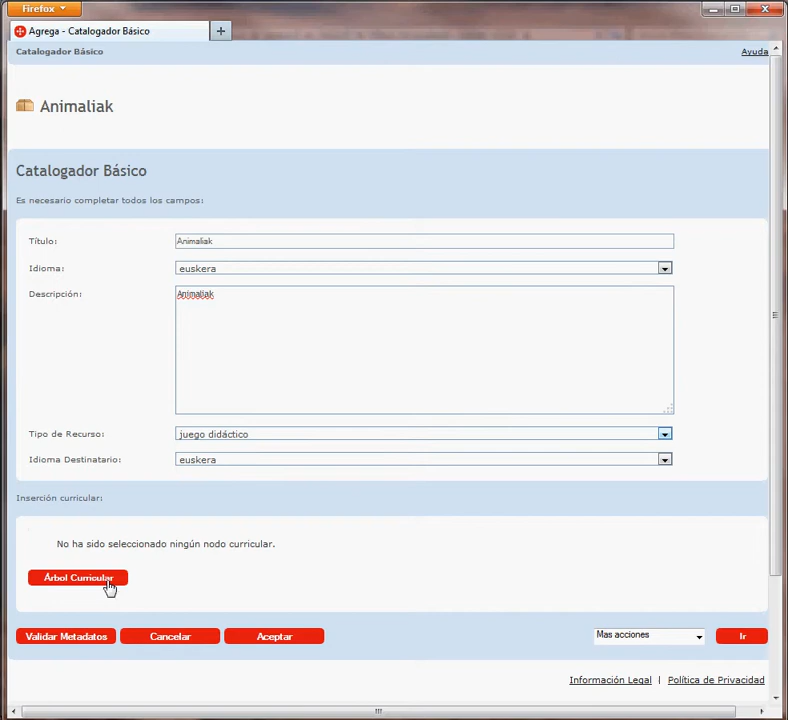 Firefox
Agrega - Catalogador Básico
Catalogador Básico
Ayuda
Animaliak
Catalogador Básico
Es necesario completar todos los campos:
Título:
Animaliak
Idioma:
euskera
Descripción:
Animaliak
Tipo de Recurso:
juego didáctico
Idioma Destinatario:
euskera
Inserción curricular:
No ha sido seleccionado ningún nodo curricular.
Árbol Curricular
Validar Metadatos
Cancelar
Aceptar
Mas acciones
Ir
Información Legal | Política de Privacidad